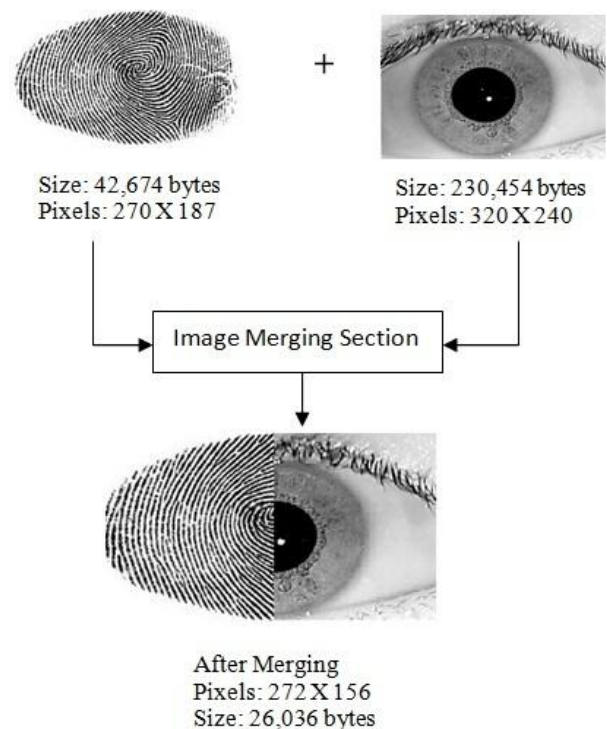 +
Size: 42,674 bytes
Pixels: 270 X 187
Size: 230,454 bytes
Pixels: 320 X 240
Image Merging Section
After Merging
Pixels: 272 X 156
Size: 26,036 bytes